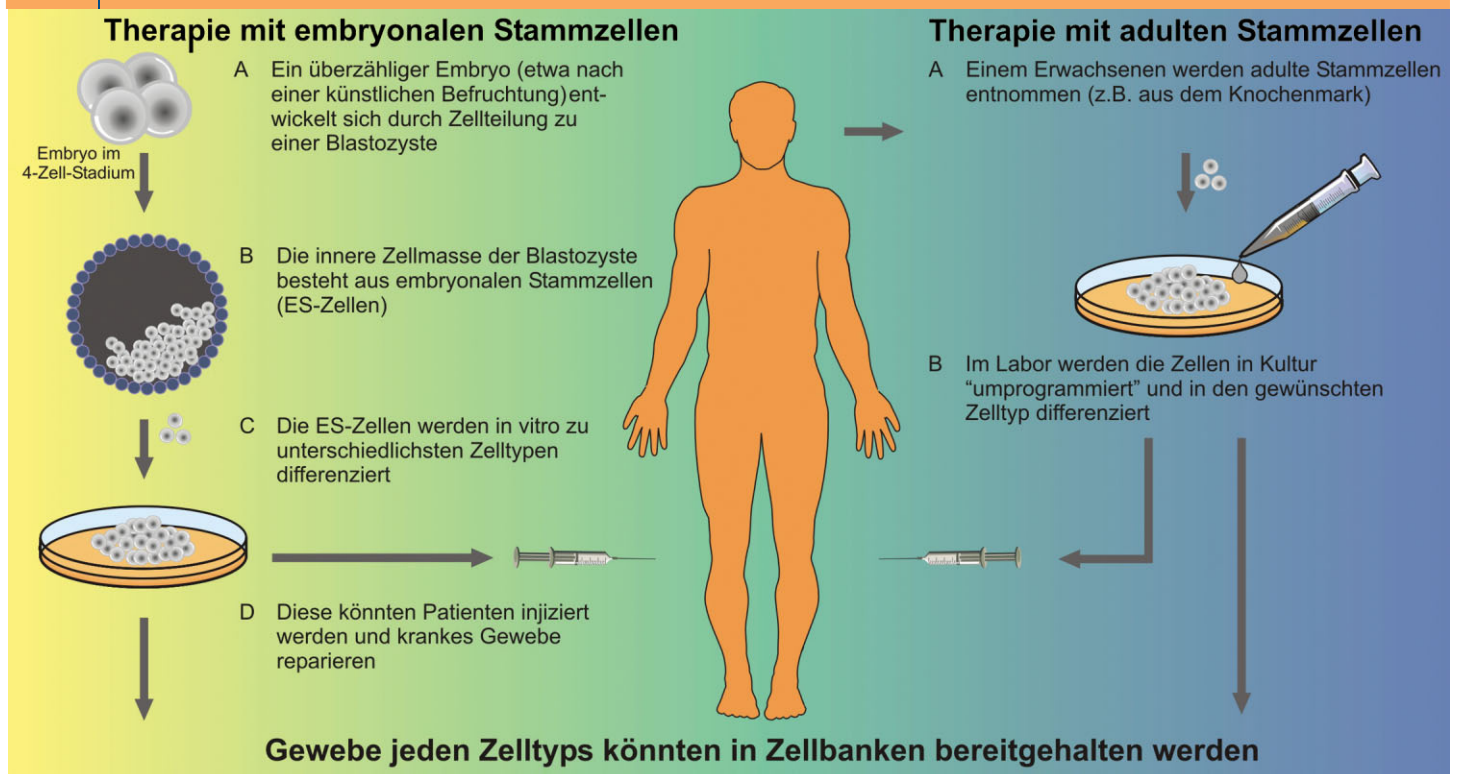 Therapie mit embryonalen Stammzellen
A Ein überzähliger Embryo (etwa nach
einer künstlichen Befruchtung) ent-
wickelt sich durch Zellteilung zu
einer Blastozyste
Embryo im
4-Zell-Stadium
B Die innere Zellmasse der Blastozyste
besteht aus embryonalen Stammzellen
(ES-Zellen)
C Die ES-Zellen werden in vitro zu
unterschiedlichsten Zelltypen
differenziert
D Diese könnten Patienten injiziert
werden und krankes Gewebe
reparieren
Therapie mit adulten Stammzellen
A Einem Erwachsenen werden adulte Stammzellen
entnommen (z.B. aus dem Knochenmark)
B Im Labor werden die Zellen in Kultur
"umprogrammiert" und in den gewünschten
Zelltyp differenziert
Gewebe jeden Zelltyps könnten in Zellbanken bereitgehalten werden